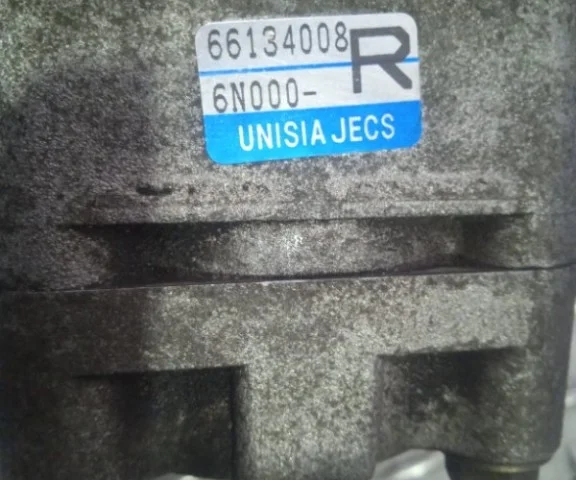 66134008
R
6N000-
UNISIA JECS